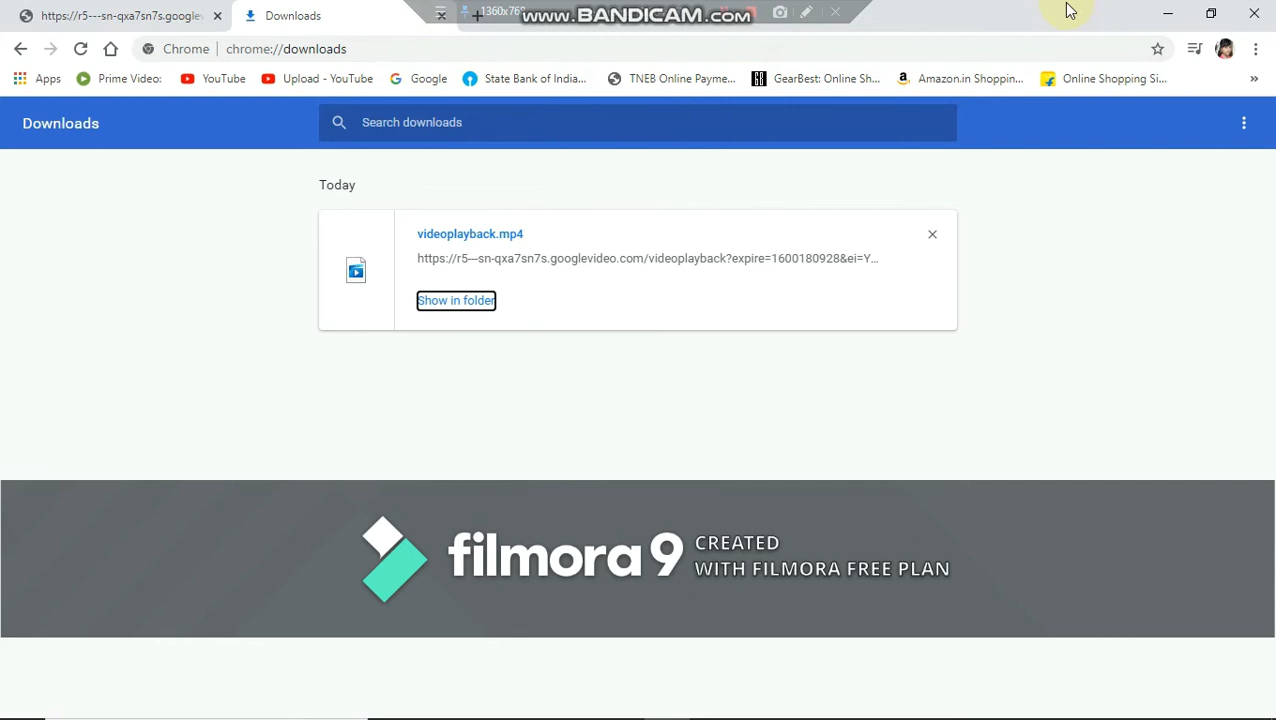 https://r5---sn-qxa7sn7s.googlev
Downloads
1360x768
www.BANDICAM.com
Chrome
chrome://downloads
Apps
Prime Video:
YouTube
Upload - YouTube
Google
State Bank of India...
TNEB Online Payme...
GearBest: Online Sh...
Amazon.in Shoppin...
Online Shopping Si...
Downloads
Search downloads
Today
videoplayback.mp4
https://r5---sn-qxa7sn7s.googlevideo.com/videoplayback?expire=1600180928&ei=Y...
Show in folder
filmora 9
CREATED
WITH FILMORA FREE PLAN